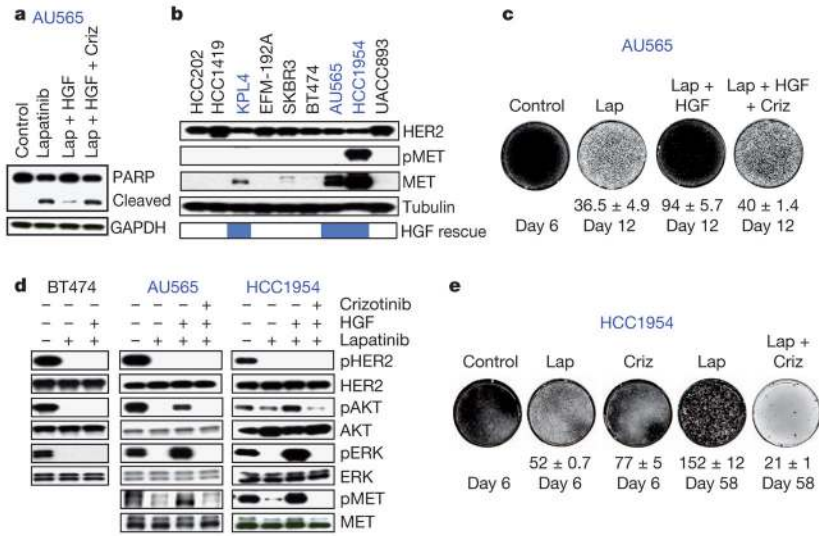 a
AU565
Control
Lapatinib
Lap + HGF
Lap + HGF + Criz
PARP
Cleaved
GAPDH
b
HCC202
HCC1419
KPL4
EFM-192A
SKBR3
BT474
AU565
HCC1954
UACC893
HER2
pMET
MET
Tubulin
HGF rescue
c
AU565
Control
Lap
Lap +
HGF
Lap + HGF
+ Criz
36.5 ± 4.9
94 ± 5.7
40 ± 1.4
Day 6
Day 12
Day 12
Day 12
d
BT474
AU565
HCC1954
– – – – – – – – – – + Crizotinib
– – + – – + + – – + + HGF
– + + – + + + – + + + Lapatinib
pHER2
HER2
pAKT
AKT
pERK
ERK
pMET
MET
e
HCC1954
Control
Lap
Criz
Lap
Lap +
Criz
52 ± 0.7
77 ± 5
152 ± 12
21 ± 1
Day 6
Day 6
Day 6
Day 58
Day 58